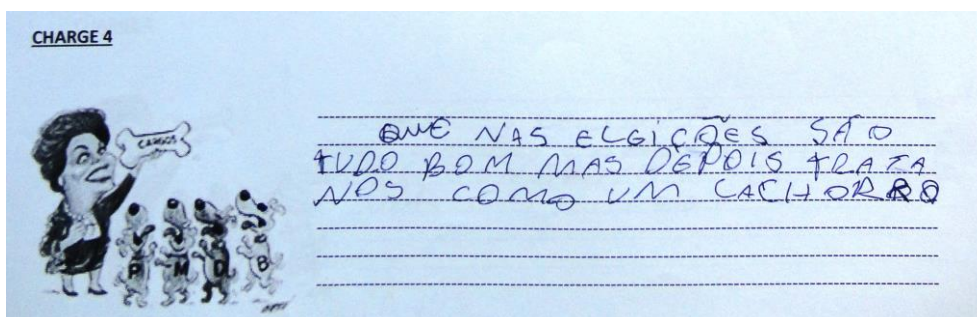 CHARGE 4
CARGOS
P M D B
QUE NAS ELEIÇÕES SÃO
TUDO BOM MAS DEPOIS TRATA
NOS COMO UM CACHORRO